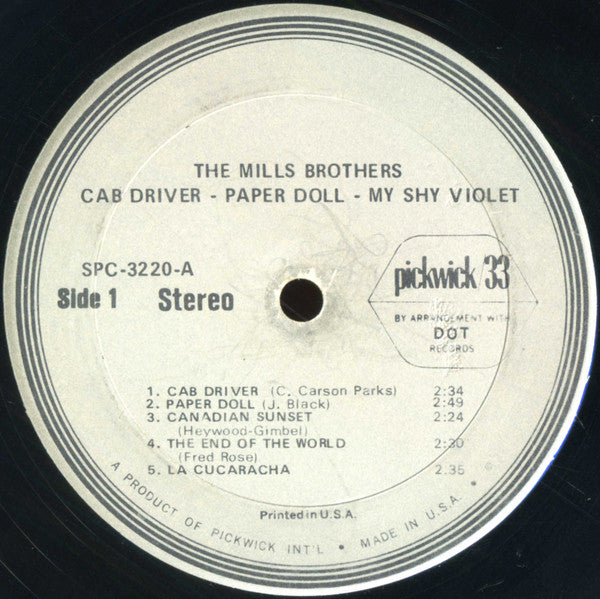 THE MILLS BROTHERS
CAB DRIVER - PAPER DOLL - MY SHY VIOLET
SPC-3220-A
Side 1 Stereo
pickwick/33
BY ARRANGEMENT WITH
DOT
RECORDS
1. CAB DRIVER (C. Carson Parks) 2:34
2. PAPER DOLL (J. Black) 2:49
3. CANADIAN SUNSET 2:24
(Heywood-Gimbel)
4. THE END OF THE WORLD 2:30
(Fred Rose)
5. LA CUCARACHA 2.35
Printed in U.S.A.
A PRODUCT OF PICKWICK INT'L • MADE IN U.S.A. • ©